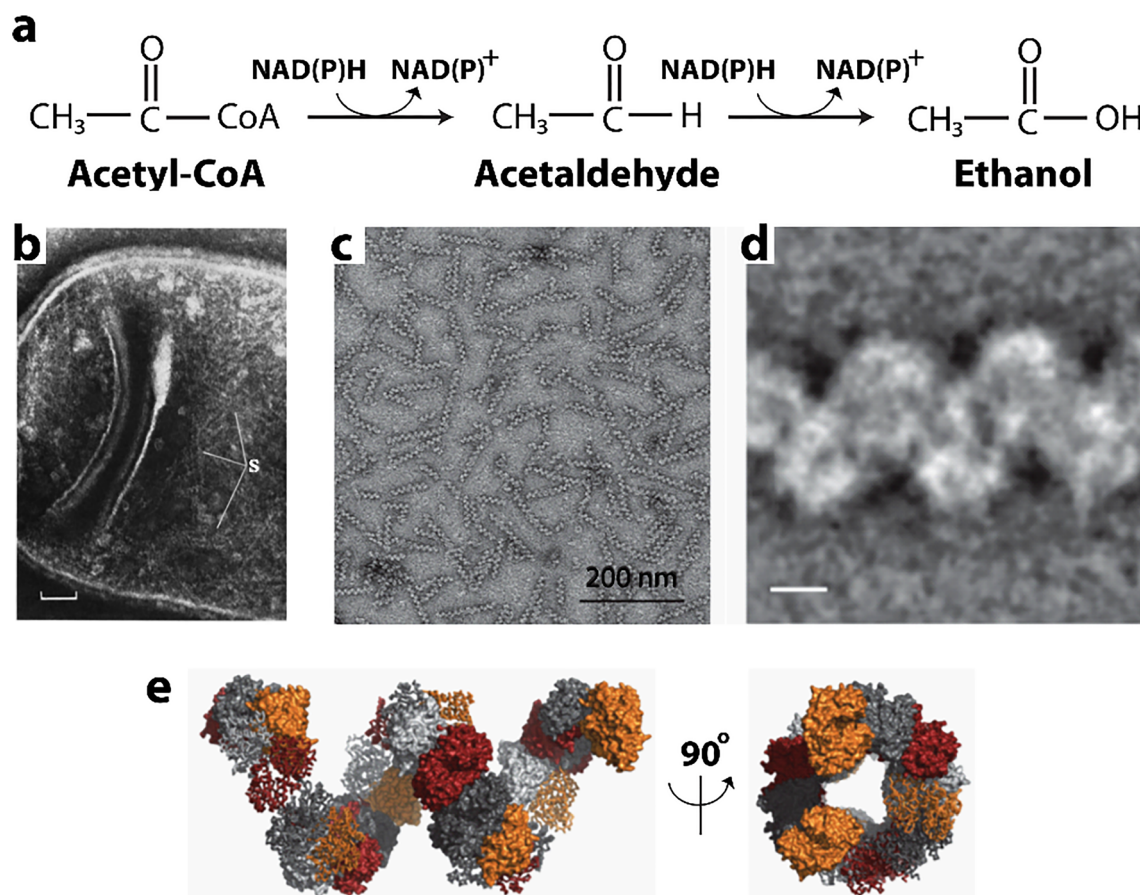 a
O
NAD(P)H NAD(P)⁺
O
NAD(P)H NAD(P)⁺
O
CH₃ C CoA
CH₃ C H
CH₃ C OH
Acetyl-CoA
Acetaldehyde
Ethanol
b
c
d
s
200 nm
e
90°